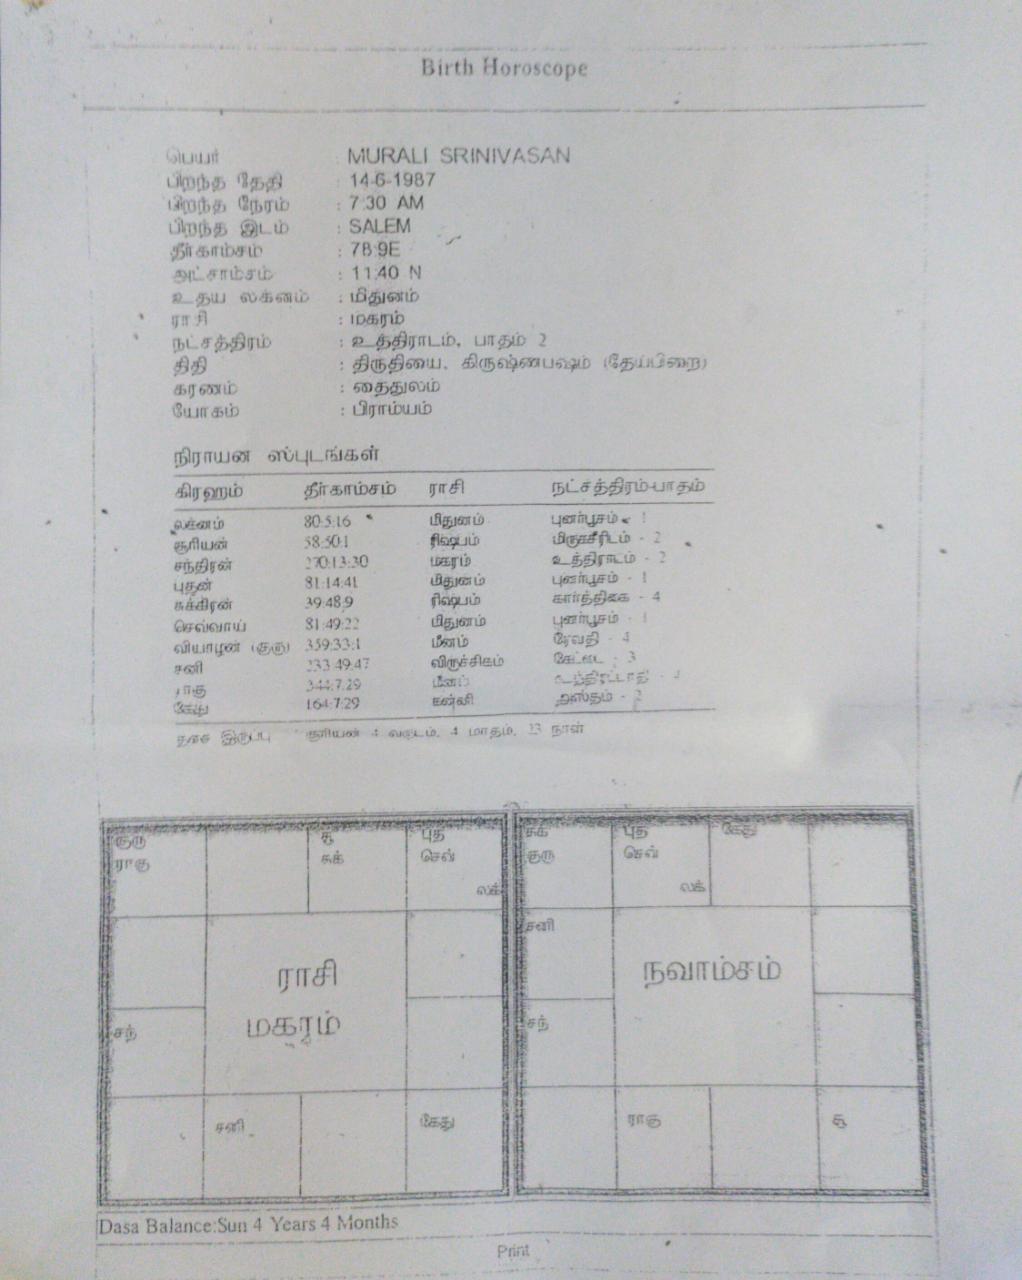 Birth Horoscope
பெயர் : MURALI SRINIVASAN
பிறந்த தேதி : 14-6-1987
பிறந்த நேரம் : 7:30 AM
பிறந்த இடம் : SALEM
தீர்காம்சம் : 78:9E
அட்சாம்சம் : 11:40 N
உதய லக்னம் : மிதுனம்
ராசி : மகரம்
நட்சத்திரம் : உத்திராடம், பாதம் 2
திதி : திருதியை, கிருஷ்ணபஷம் (தேய்பிறை)
கரணம் : தைதுலம்
யோகம் : பிராம்யம்
நிராயன ஸ்புடங்கள்
கிரஹம் தீர்காம்சம் ராசி நட்சத்திரம்-பாதம்
லக்னம் 80:5:16 மிதுனம் புனர்பூசம் - 1
சூரியன் 58:50:1 ரிஷபம் மிருகசீரிடம் - 2
சந்திரன் 270:13:30 மகரம் உத்திராடம் - 2
புதன் 81:14:41 மிதுனம் புனர்பூசம் - 1
சுக்கிரன் 39:48:9 ரிஷபம் கார்த்திகை - 4
செவ்வாய் 81:49:22 மிதுனம் புனர்பூசம் - 1
வியாழன் (குரு) 359:33:1 மீனம் ரேவதி - 4
சனி 233:49:47 விருச்சிகம் கேட்டை - 3
ராகு 344:7:29 மீனம் உத்திரட்டாதி -
கேது 164:7:29 கன்னி அஸ்தம் - 2
தசை இருப்பு சூரியன் 4 வருடம், 4 மாதம், 23 நாள்
குரு சூ புத சுக் புத கேது
ராகு சுக் செவ் குரு செவ்
லக் லக்
சனி
ராசி நவாம்சம்
மகரம்
சந் சந்
சனி கேது ராகு சூ
Dasa Balance:Sun 4 Years 4 Months
Print